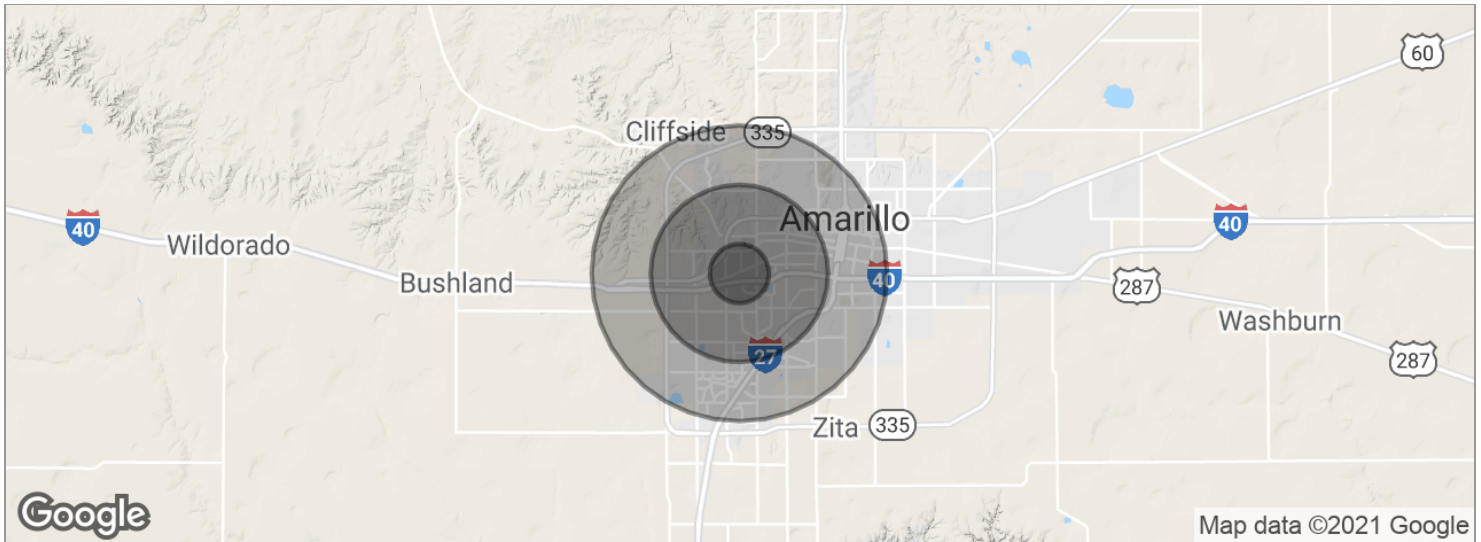 60
Cliffside
335
Amarillo
40
40
Wildorado
Bushland
40
287
Washburn
27
287
Zita
335
Google
Map data ©2021 Google